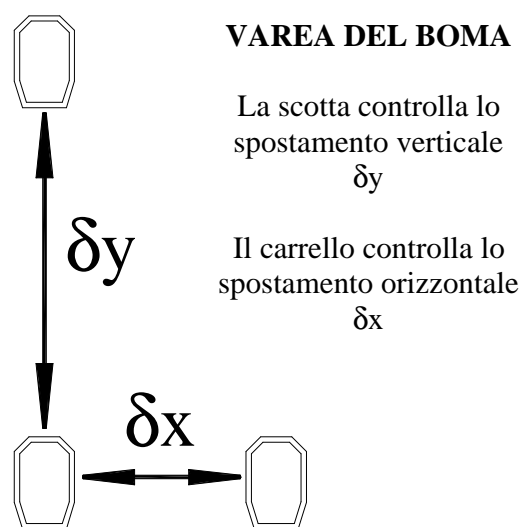 VAREA DEL BOMA
La scotta controlla lo
spostamento verticale
δy
δy
Il carrello controlla lo
spostamento orizzontale
δx
δx